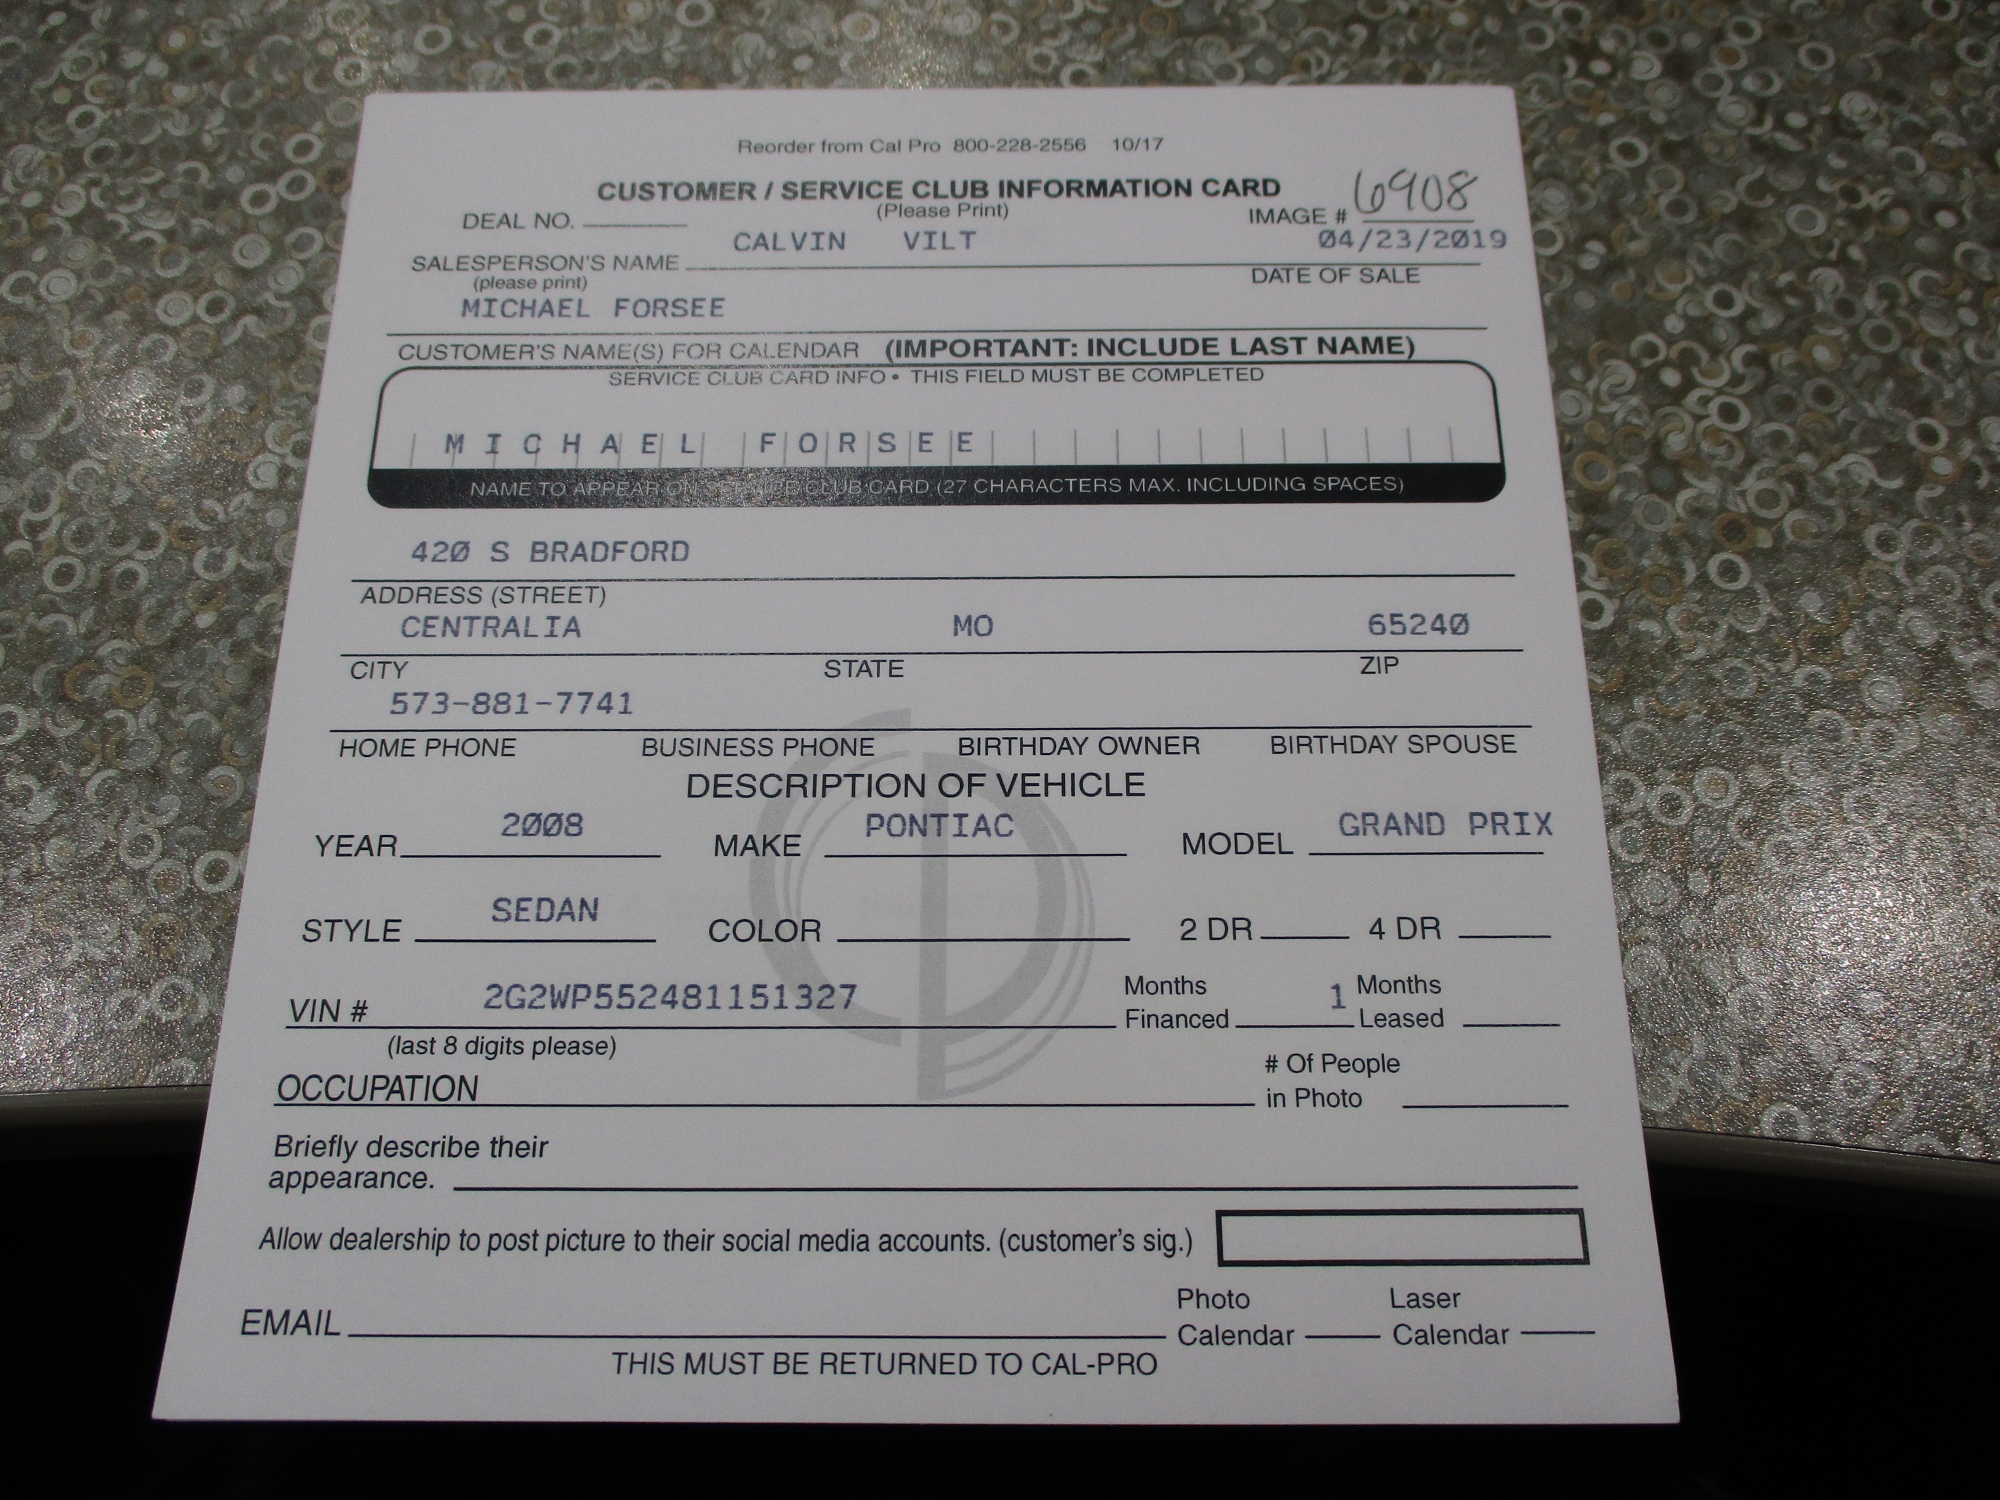 Reorder from Cal Pro 800-228-2556 10/17
CUSTOMER / SERVICE CLUB INFORMATION CARD
(Please Print)
DEAL NO. IMAGE # 6908
CALVIN VILT 04/23/2019
SALESPERSON'S NAME DATE OF SALE
(please print)
MICHAEL FORSEE
CUSTOMER'S NAME(S) FOR CALENDAR (IMPORTANT: INCLUDE LAST NAME)
SERVICE CLUB CARD INFO • THIS FIELD MUST BE COMPLETED
MICHAEL FORSEE
NAME TO APPEAR ON SERVICE CLUB CARD (27 CHARACTERS MAX. INCLUDING SPACES)
420 S BRADFORD
ADDRESS (STREET)
CENTRALIA MO 65240
CITY STATE ZIP
573-881-7741
HOME PHONE BUSINESS PHONE BIRTHDAY OWNER BIRTHDAY SPOUSE
DESCRIPTION OF VEHICLE
YEAR 2008 MAKE PONTIAC MODEL GRAND PRIX
STYLE SEDAN COLOR 2 DR 4 DR
VIN # 2G2WP552481151327 Months Financed 1 Months Leased
(last 8 digits please)
OCCUPATION # Of People in Photo
Briefly describe their
appearance.
Allow dealership to post picture to their social media accounts. (customer's sig.)
EMAIL Photo Calendar Laser Calendar
THIS MUST BE RETURNED TO CAL-PRO